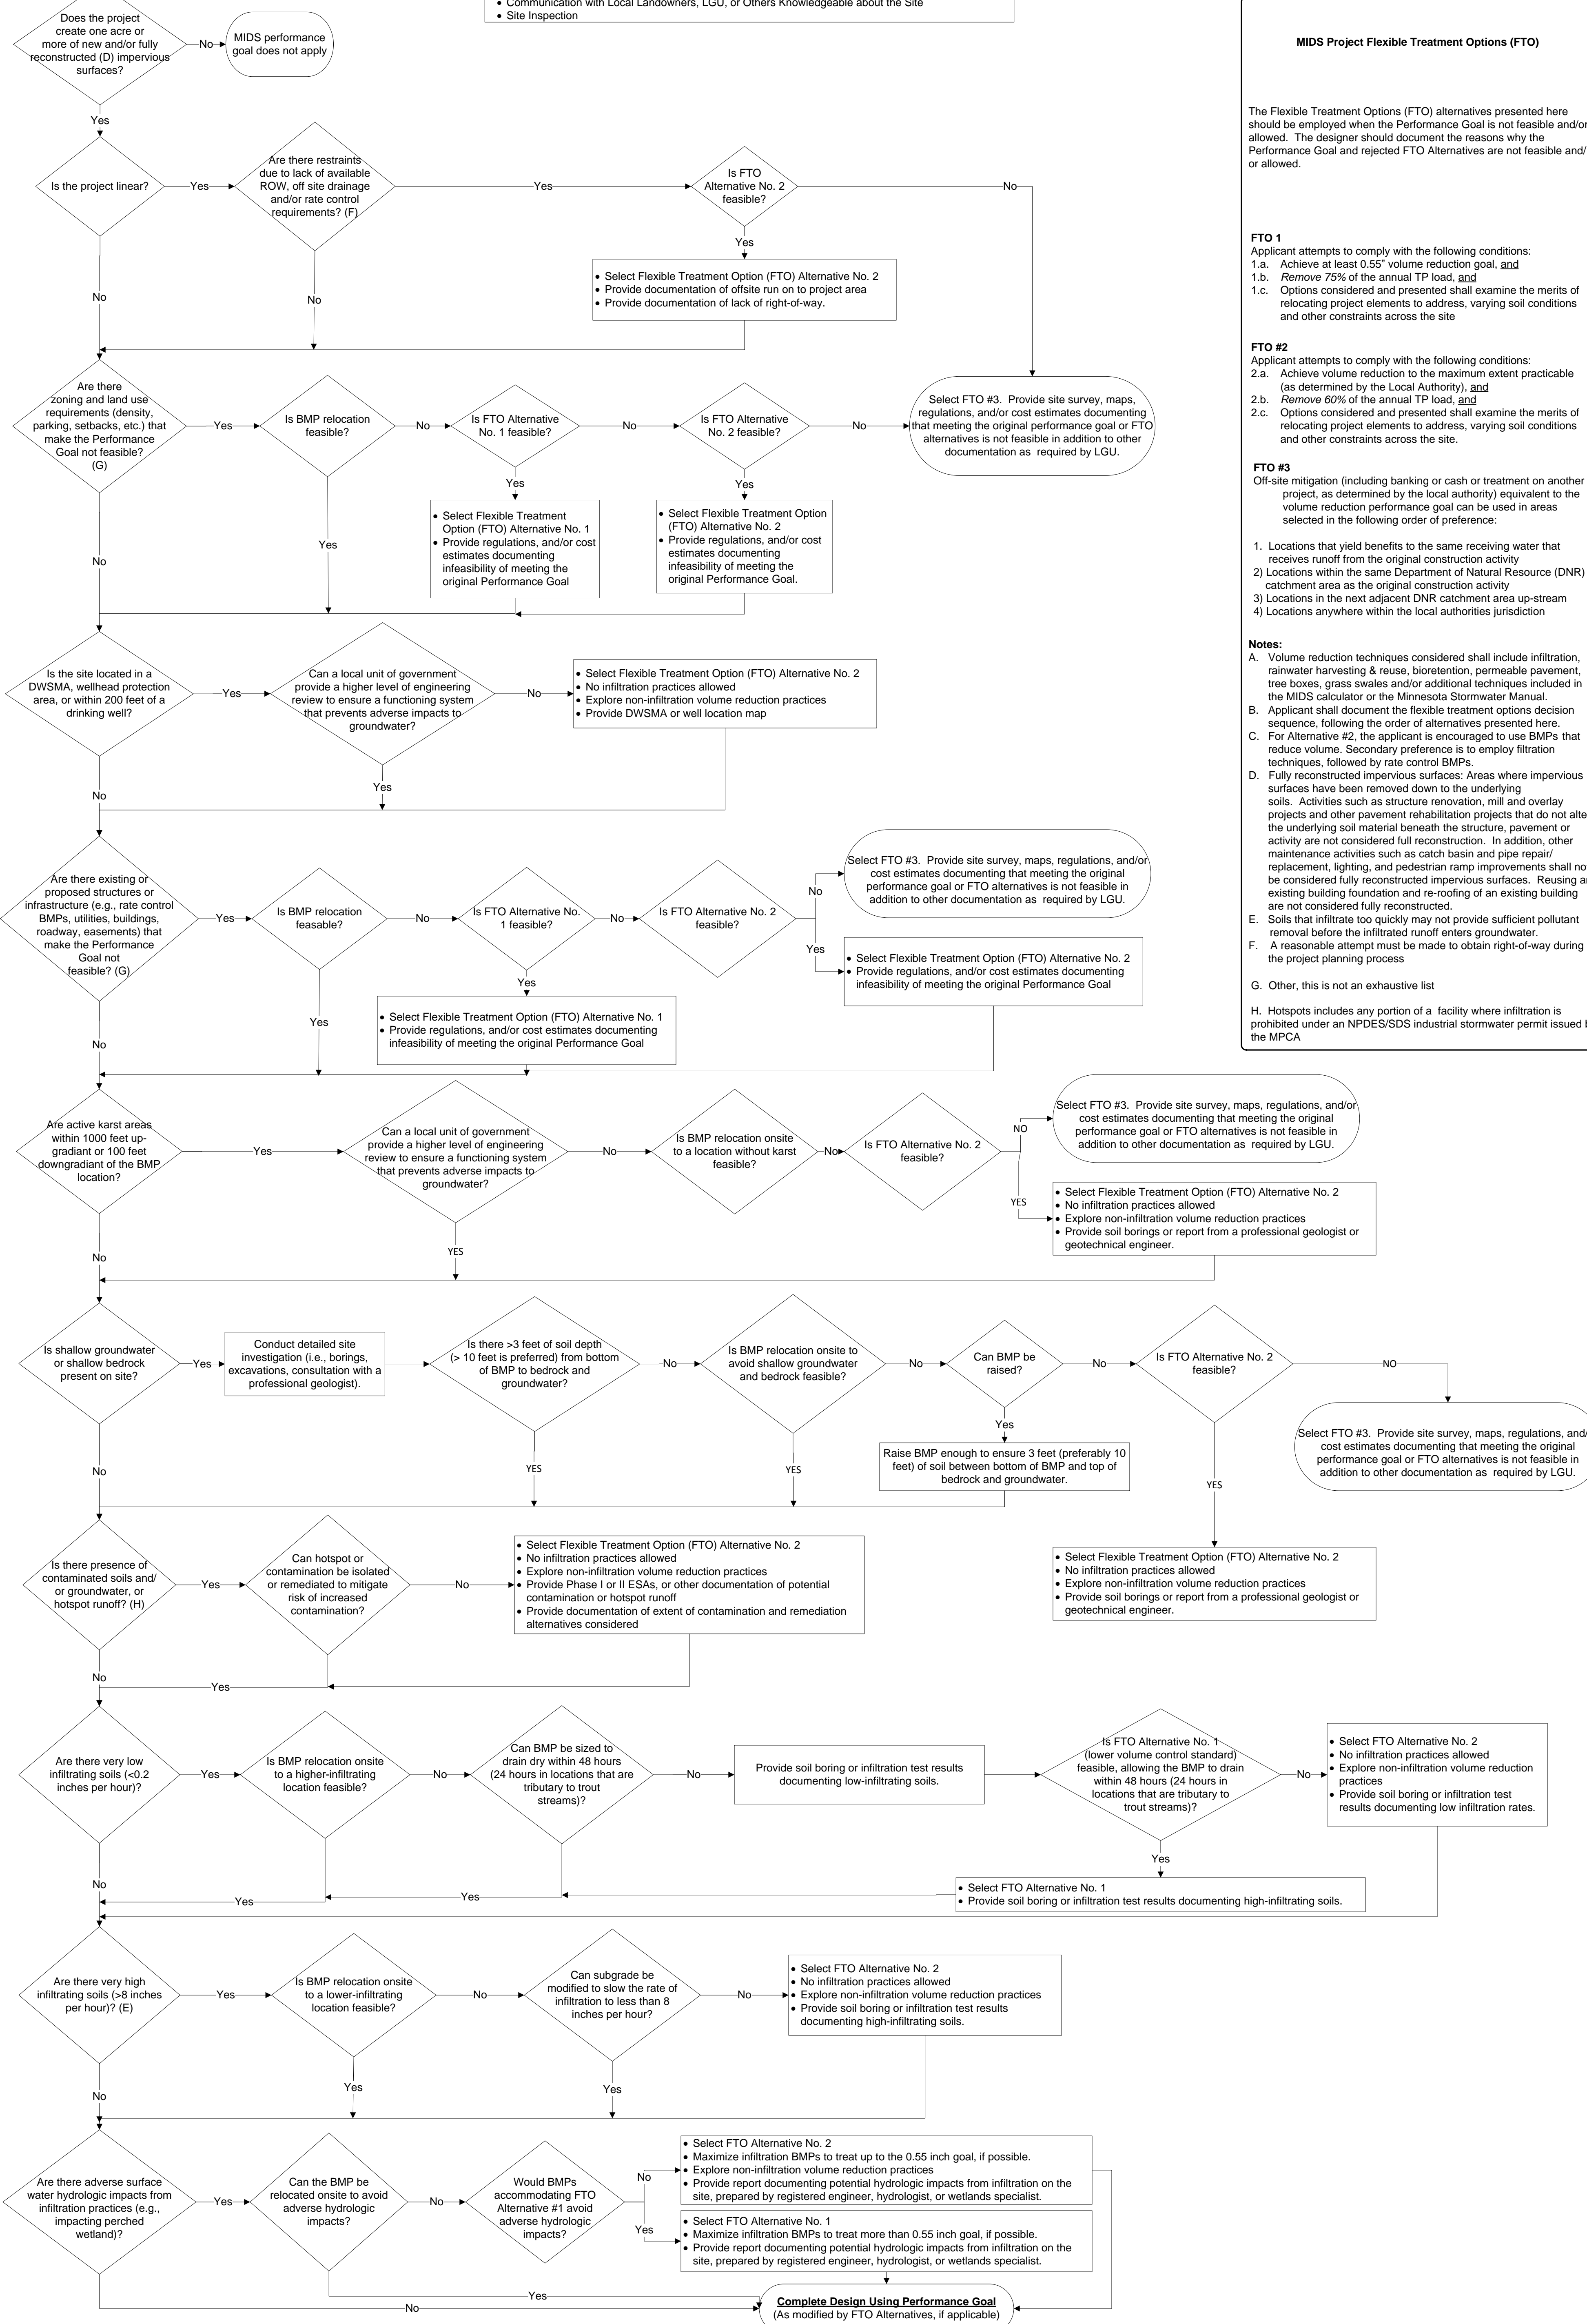 • Communication with Local Landowners, LGU, or Others Knowledgeable about the Site
• Site Inspection
Does the project
create one acre or
more of new and/or fully
reconstructed (D) impervious
surfaces?
No
MIDS performance
goal does not apply
Yes
Is the project linear?
Yes
Are there restraints
due to lack of available
ROW, off site drainage
and/or rate control
requirements? (F)
Yes
Is FTO
Alternative No. 2
feasible?
No
Yes
• Select Flexible Treatment Option (FTO) Alternative No. 2
• Provide documentation of offsite run on to project area
• Provide documentation of lack of right-of-way.
No
No
Are there
zoning and land use
requirements (density,
parking, setbacks, etc.) that
make the Performance
Goal not feasible?
(G)
Yes
Is BMP relocation
feasible?
No
Is FTO Alternative
No. 1 feasible?
No
Is FTO Alternative
No. 2 feasible?
No
Select FTO #3. Provide site survey, maps,
regulations, and/or cost estimates documenting
that meeting the original performance goal or FTO
alternatives is not feasible in addition to other
documentation as required by LGU.
Yes
Yes
• Select Flexible Treatment
Option (FTO) Alternative No. 1
• Provide regulations, and/or cost
estimates documenting
infeasibility of meeting the
original Performance Goal
• Select Flexible Treatment Option
(FTO) Alternative No. 2
• Provide regulations, and/or cost
estimates documenting
infeasibility of meeting the
original Performance Goal.
Yes
No
Is the site located in a
DWSMA, wellhead protection
area, or within 200 feet of a
drinking well?
Yes
Can a local unit of government
provide a higher level of engineering
review to ensure a functioning system
that prevents adverse impacts to
groundwater?
No
• Select Flexible Treatment Option (FTO) Alternative No. 2
• No infiltration practices allowed
• Explore non-infiltration volume reduction practices
• Provide DWSMA or well location map
Yes
No
Are there existing or
proposed structures or
infrastructure (e.g., rate control
BMPs, utilities, buildings,
roadway, easements) that
make the Performance
Goal not
feasible? (G)
Yes
Is BMP relocation
feasable?
No
Is FTO Alternative No.
1 feasible?
No
Is FTO Alternative No. 2
feasible?
No
Select FTO #3. Provide site survey, maps, regulations, and/or
cost estimates documenting that meeting the original
performance goal or FTO alternatives is not feasible in
addition to other documentation as required by LGU.
Yes
• Select Flexible Treatment Option (FTO) Alternative No. 2
• Provide regulations, and/or cost estimates documenting
infeasibility of meeting the original Performance Goal
Yes
• Select Flexible Treatment Option (FTO) Alternative No. 1
• Provide regulations, and/or cost estimates documenting
infeasibility of meeting the original Performance Goal
Yes
No
Are active karst areas
within 1000 feet up-
gradiant or 100 feet
downgradiant of the BMP
location?
Yes
Can a local unit of government
provide a higher level of engineering
review to ensure a functioning system
that prevents adverse impacts to
groundwater?
No
Is BMP relocation onsite
to a location without karst
feasible?
No
Is FTO Alternative No. 2
feasible?
NO
Select FTO #3. Provide site survey, maps, regulations, and/or
cost estimates documenting that meeting the original
performance goal or FTO alternatives is not feasible in
addition to other documentation as required by LGU.
YES
• Select Flexible Treatment Option (FTO) Alternative No. 2
• No infiltration practices allowed
• Explore non-infiltration volume reduction practices
• Provide soil borings or report from a professional geologist or
geotechnical engineer.
YES
No
Is shallow groundwater
or shallow bedrock
present on site?
Yes
Conduct detailed site
investigation (i.e., borings,
excavations, consultation with a
professional geologist).
Is there >3 feet of soil depth
(> 10 feet is preferred) from bottom
of BMP to bedrock and
groundwater?
No
Is BMP relocation onsite to
avoid shallow groundwater
and bedrock feasible?
No
Can BMP be
raised?
No
Is FTO Alternative No. 2
feasible?
NO
Select FTO #3. Provide site survey, maps, regulations, and/
cost estimates documenting that meeting the original
performance goal or FTO alternatives is not feasible in
addition to other documentation as required by LGU.
Yes
Raise BMP enough to ensure 3 feet (preferably 10
feet) of soil between bottom of BMP and top of
bedrock and groundwater.
No
YES
YES
YES
• Select Flexible Treatment Option (FTO) Alternative No. 2
• No infiltration practices allowed
• Explore non-infiltration volume reduction practices
• Provide soil borings or report from a professional geologist or
geotechnical engineer.
Is there presence of
contaminated soils and/
or groundwater, or
hotspot runoff? (H)
Yes
Can hotspot or
contamination be isolated
or remediated to mitigate
risk of increased
contamination?
No
• Select Flexible Treatment Option (FTO) Alternative No. 2
• No infiltration practices allowed
• Explore non-infiltration volume reduction practices
• Provide Phase I or II ESAs, or other documentation of potential
contamination or hotspot runoff
• Provide documentation of extent of contamination and remediation
alternatives considered
No
Yes
Are there very low
infiltrating soils (<0.2
inches per hour)?
Yes
Is BMP relocation onsite
to a higher-infiltrating
location feasible?
No
Can BMP be sized to
drain dry within 48 hours
(24 hours in locations that are
tributary to trout
streams)?
No
Provide soil boring or infiltration test results
documenting low-infiltrating soils.
Is FTO Alternative No. 1
(lower volume control standard)
feasible, allowing the BMP to drain
within 48 hours (24 hours in
locations that are tributary to
trout streams)?
No
• Select FTO Alternative No. 2
• No infiltration practices allowed
• Explore non-infiltration volume reduction
practices
• Provide soil boring or infiltration test
results documenting low infiltration rates.
Yes
• Select FTO Alternative No. 1
• Provide soil boring or infiltration test results documenting high-infiltrating soils.
No
Yes
Yes
Are there very high
infiltrating soils (>8 inches
per hour)? (E)
Yes
Is BMP relocation onsite
to a lower-infiltrating
location feasible?
No
Can subgrade be
modified to slow the rate of
infiltration to less than 8
inches per hour?
No
• Select FTO Alternative No. 2
• No infiltration practices allowed
• Explore non-infiltration volume reduction practices
• Provide soil boring or infiltration test results
documenting high-infiltrating soils.
No
Yes
Yes
Are there adverse surface
water hydrologic impacts from
infiltration practices (e.g.,
impacting perched
wetland)?
Yes
Can the BMP be
relocated onsite to avoid
adverse hydrologic
impacts?
No
Would BMPs
accommodating FTO
Alternative #1 avoid
adverse hydrologic
impacts?
No
• Select FTO Alternative No. 2
• Maximize infiltration BMPs to treat up to the 0.55 inch goal, if possible.
• Explore non-infiltration volume reduction practices
• Provide report documenting potential hydrologic impacts from infiltration on the
site, prepared by registered engineer, hydrologist, or wetlands specialist.
Yes
• Select FTO Alternative No. 1
• Maximize infiltration BMPs to treat more than 0.55 inch goal, if possible.
• Provide report documenting potential hydrologic impacts from infiltration on the
site, prepared by registered engineer, hydrologist, or wetlands specialist.
Yes
No
Complete Design Using Performance Goal
(As modified by FTO Alternatives, if applicable)
MIDS Project Flexible Treatment Options (FTO)
The Flexible Treatment Options (FTO) alternatives presented here
should be employed when the Performance Goal is not feasible and/or
allowed. The designer should document the reasons why the
Performance Goal and rejected FTO Alternatives are not feasible and/
or allowed.
FTO 1
Applicant attempts to comply with the following conditions:
1.a. Achieve at least 0.55” volume reduction goal, and
1.b. Remove 75% of the annual TP load, and
1.c. Options considered and presented shall examine the merits of
relocating project elements to address, varying soil conditions
and other constraints across the site
FTO #2
Applicant attempts to comply with the following conditions:
2.a. Achieve volume reduction to the maximum extent practicable
(as determined by the Local Authority), and
2.b. Remove 60% of the annual TP load, and
2.c. Options considered and presented shall examine the merits of
relocating project elements to address, varying soil conditions
and other constraints across the site.
FTO #3
Off-site mitigation (including banking or cash or treatment on another
project, as determined by the local authority) equivalent to the
volume reduction performance goal can be used in areas
selected in the following order of preference:
1. Locations that yield benefits to the same receiving water that
receives runoff from the original construction activity
2) Locations within the same Department of Natural Resource (DNR)
catchment area as the original construction activity
3) Locations in the next adjacent DNR catchment area up-stream
4) Locations anywhere within the local authorities jurisdiction
Notes:
A. Volume reduction techniques considered shall include infiltration,
rainwater harvesting & reuse, bioretention, permeable pavement,
tree boxes, grass swales and/or additional techniques included in
the MIDS calculator or the Minnesota Stormwater Manual.
B. Applicant shall document the flexible treatment options decision
sequence, following the order of alternatives presented here.
C. For Alternative #2, the applicant is encouraged to use BMPs that
reduce volume. Secondary preference is to employ filtration
techniques, followed by rate control BMPs.
D. Fully reconstructed impervious surfaces: Areas where impervious
surfaces have been removed down to the underlying
soils. Activities such as structure renovation, mill and overlay
projects and other pavement rehabilitation projects that do not alte
the underlying soil material beneath the structure, pavement or
activity are not considered full reconstruction. In addition, other
maintenance activities such as catch basin and pipe repair/
replacement, lighting, and pedestrian ramp improvements shall no
be considered fully reconstructed impervious surfaces. Reusing a
existing building foundation and re-roofing of an existing building
are not considered fully reconstructed.
E. Soils that infiltrate too quickly may not provide sufficient pollutant
removal before the infiltrated runoff enters groundwater.
F. A reasonable attempt must be made to obtain right-of-way during
the project planning process
G. Other, this is not an exhaustive list
H. Hotspots includes any portion of a facility where infiltration is
prohibited under an NPDES/SDS industrial stormwater permit issued
the MPCA